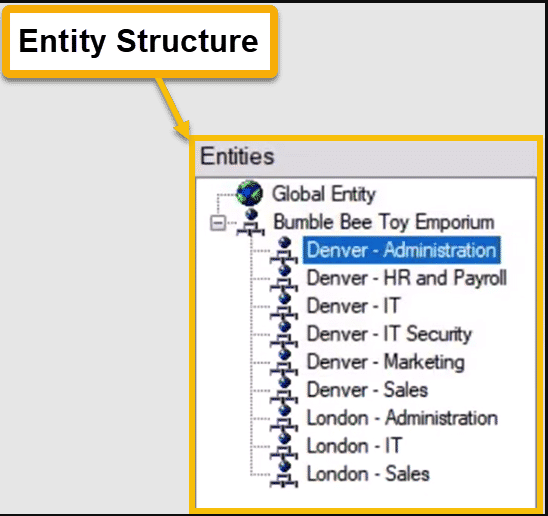 Entity Structure
Entities
Global Entity
Bumble Bee Toy Emporium
Denver - Administration
Denver - HR and Payroll
Denver - IT
Denver - IT Security
Denver - Marketing
Denver - Sales
London - Administration
London - IT
London - Sales